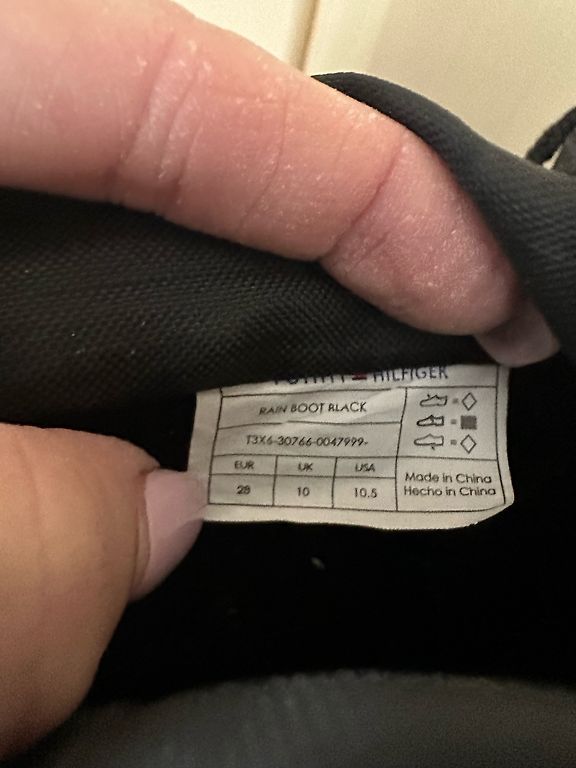 TOMMY HILFIGER
RAIN BOOT BLACK
T3X6-30766-0047999-
EUR UK USA
28 10 10.5
Made in China
Hecho in China